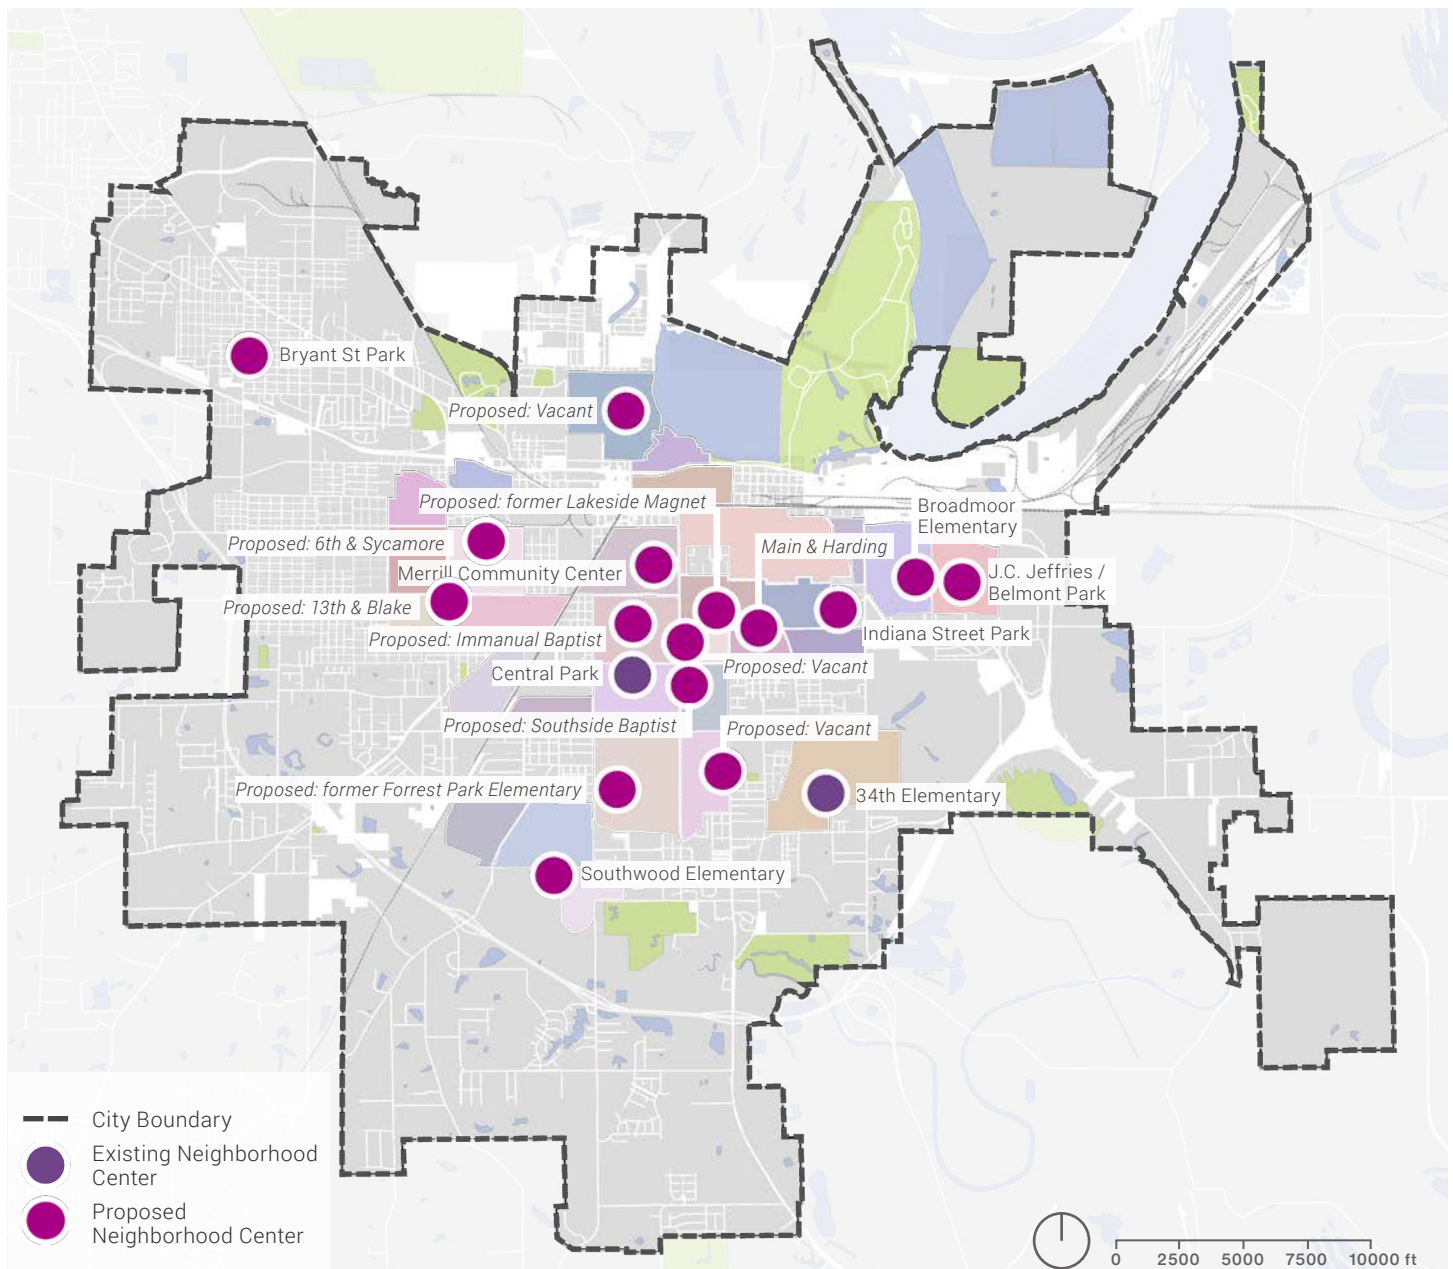 Bryant St Park
Proposed: Vacant
Proposed: former Lakeside Magnet
Broadmoor
Elementary
Proposed: 6th & Sycamore
Main & Harding
Merrill Community Center
J.C. Jeffries /
Belmont Park
Proposed: 13th & Blake
Indiana Street Park
Proposed: Immanual Baptist
Proposed: Vacant
Central Park
Proposed: Southside Baptist
Proposed: Vacant
Proposed: former Forrest Park Elementary
34th Elementary
Southwood Elementary
City Boundary
Existing Neighborhood
Center
Proposed
Neighborhood Center
0 2500 5000 7500 10000 ft